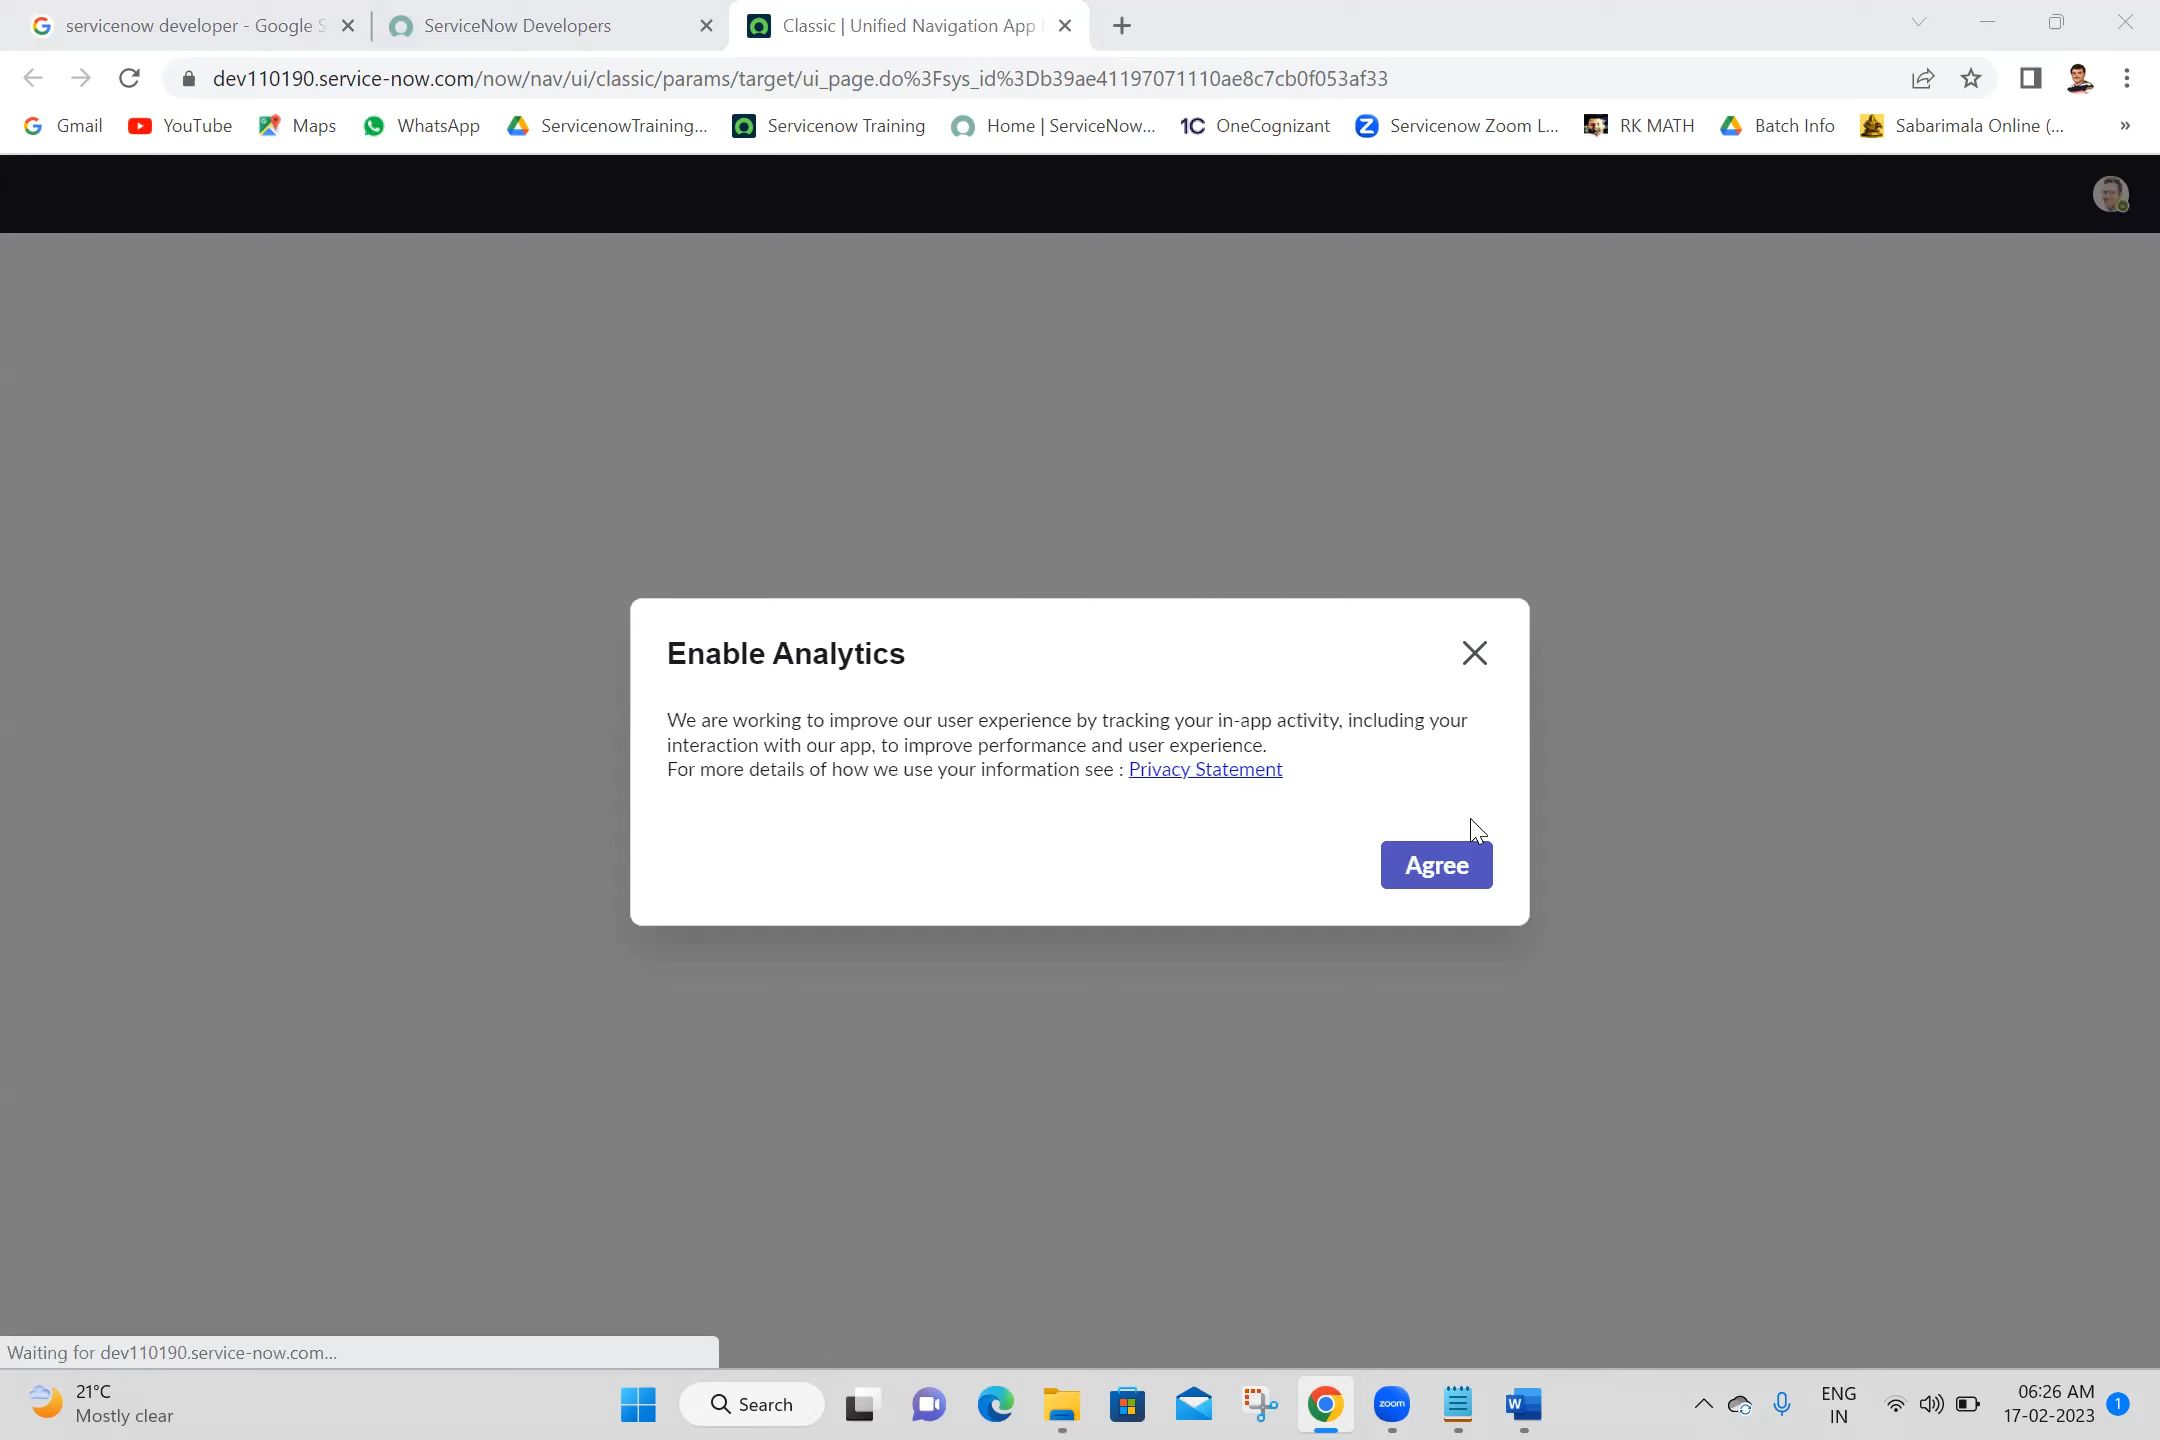 servicenow developer - Google S
ServiceNow Developers
Classic | Unified Navigation App
dev110190.service-now.com/now/nav/ui/classic/params/target/ui_page.do%3Fsys_id%3Db39ae41197071110ae8c7cb0f053af33
Gmail
YouTube
Maps
WhatsApp
ServicenowTraining...
Servicenow Training
Home | ServiceNow...
1C OneCognizant
Servicenow Zoom L...
RK MATH
Batch Info
Sabarimala Online (...
»
Enable Analytics
We are working to improve our user experience by tracking your in-app activity, including your
interaction with our app, to improve performance and user experience.
For more details of how we use your information see : Privacy Statement
Agree
Waiting for dev110190.service-now.com...
21°C
Mostly clear
Search
zoom
W
ENG
IN
06:26 AM
17-02-2023
1